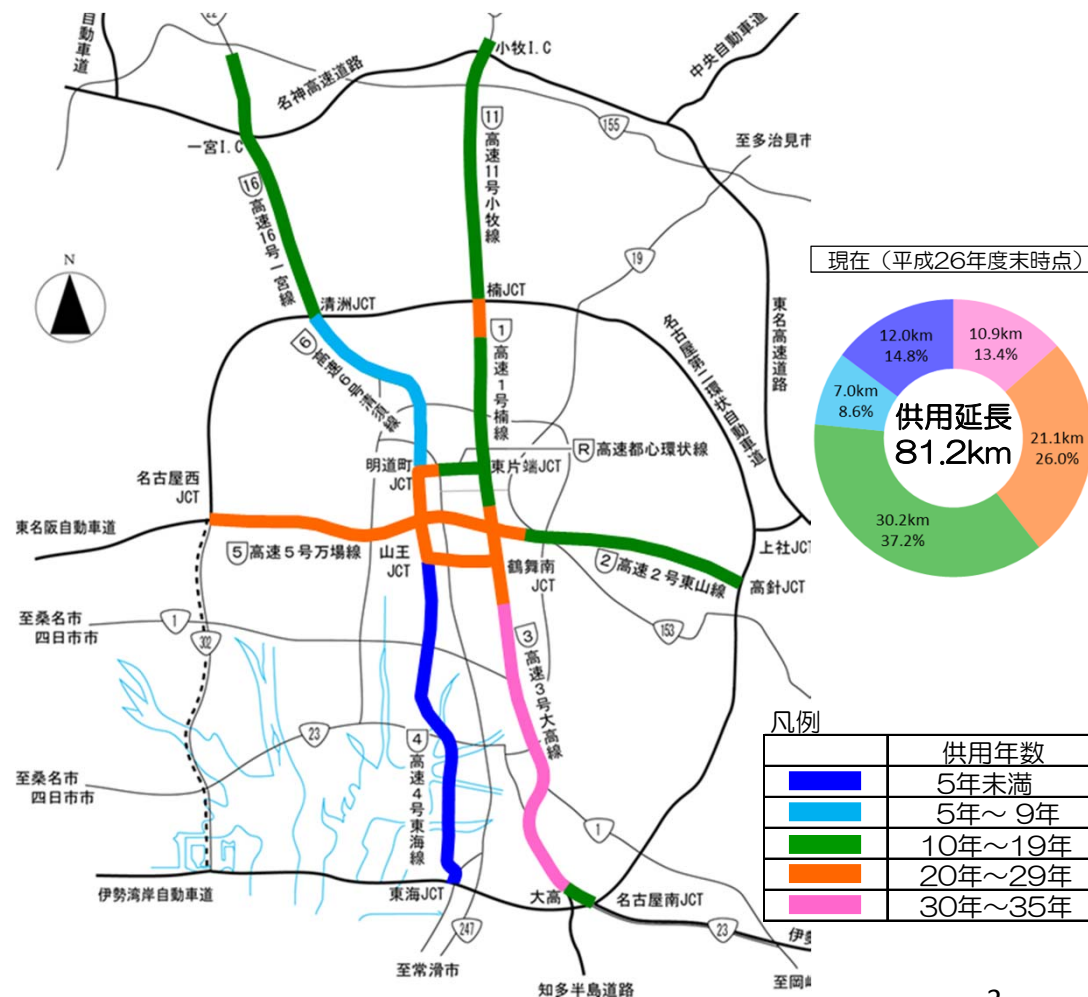 22
自動車道
小牧I.C
中央自動車道
名神高速道路
155
11
高速11号小牧線
至多治見市
一宮I.C
16
高速16号一宮線
N
19
現在（平成26年度末時点）
楠JCT
清洲JCT
東名高速道路
名古屋第二環状自動車道
1
高速1号楠線
6
高速6号清須線
12.0km
14.8%
10.9km
13.4%
7.0km
8.6%
供用延長
81.2km
21.1km
26.0%
30.2km
37.2%
R高速都心環状線
明道町
JCT
東片端JCT
名古屋西
JCT
東名阪自動車道
5高速5号万場線
山王
JCT
鶴舞南
JCT
2高速2号東山線
上社JCT
高針JCT
至桑名市
四日市市
1
302
153
3
高速3号大高線
23
4
高速4号東海線
至桑名市
四日市市
1
凡例
供用年数
5年未満
5年～ 9年
10年～19年
20年～29年
30年～35年
伊勢湾岸自動車道
東海JCT
大高
名古屋南JCT
247
23
伊勢
至常滑市
知多半島道路
至岡崎